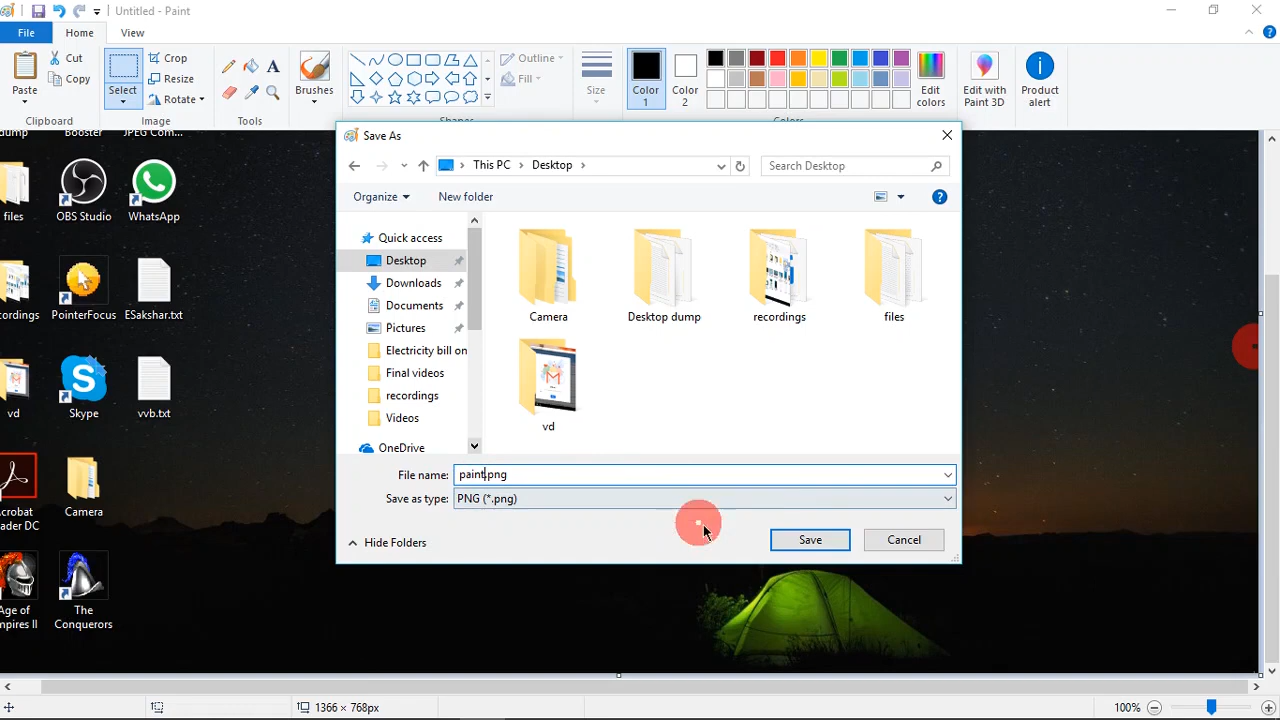 Untitled - Paint
File
Home
View
Paste
Cut
Copy
Clipboard
Select
Crop
Resize
Rotate
Image
A
Tools
Brushes
Outline
Fill
Shapes
Size
Color
1
Color
2
Edit
colors
Colors
Edit with
Paint 3D
Product
alert
dump
Booster
JPEG Com...
files
OBS Studio
WhatsApp
cordings
PointerFocus
ESakshar.txt
vd
Skype
vvb.txt
crobat
ader DC
Camera
Age of
mpires II
The
Conquerors
Save As
This PC
Desktop
Search Desktop
Organize
New folder
Quick access
Desktop
Downloads
Documents
Pictures
Electricity bill on
Final videos
recordings
Videos
OneDrive
Camera
Desktop dump
recordings
files
vd
File name: paint.png
Save as type: PNG (*.png)
Hide Folders
Save
Cancel
1366 × 768px
100%